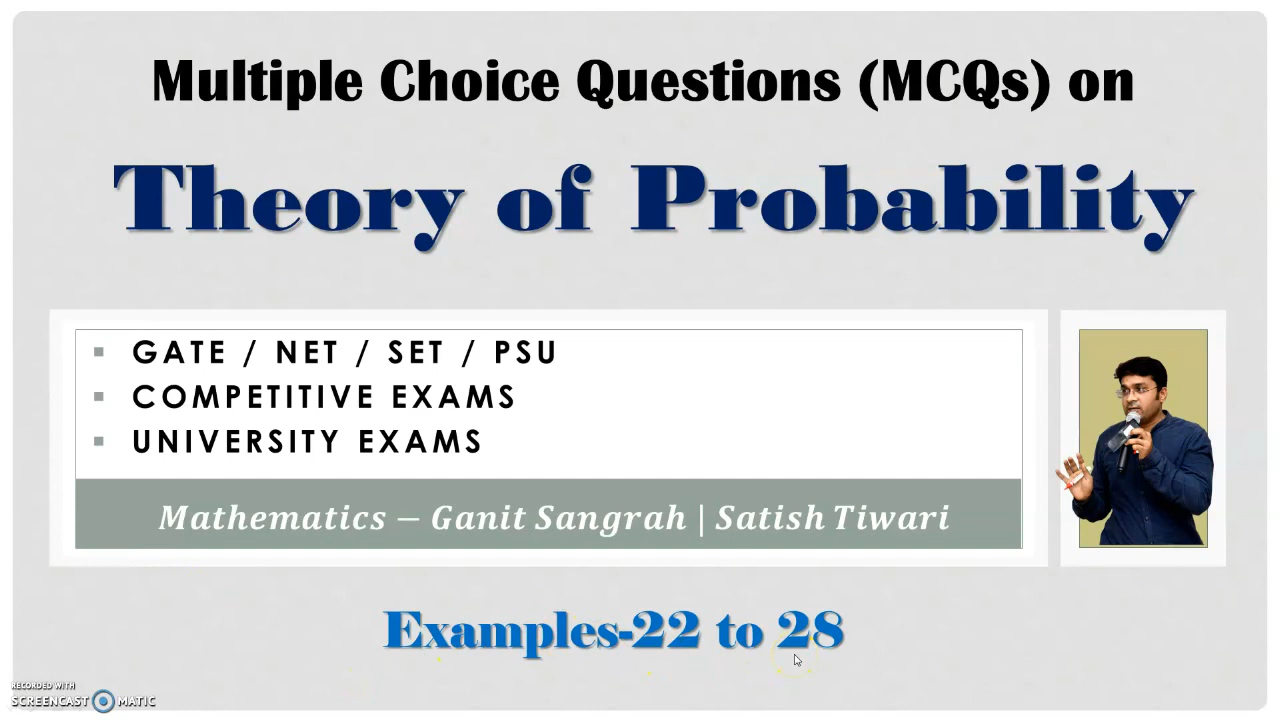 Multiple Choice Questions (MCQs) on
Theory of Probability
GATE / NET / SET / PSU
COMPETITIVE EXAMS
UNIVERSITY EXAMS
Mathematics – Ganit Sangrah | Satish Tiwari
Examples-22 to 28
RECORDED WITH
SCREENCAST MATIC